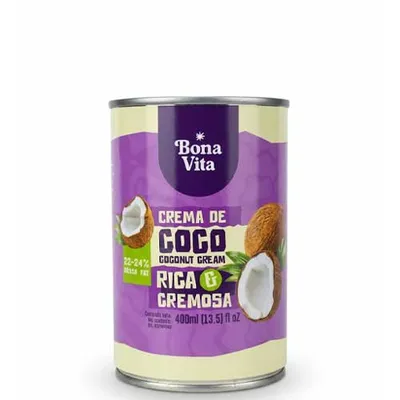 Bona
Vita
CREMA DE
COCO
COCONUT CREAM
RICA &
CREMOSA
22-24%
400ml (13.5) fl oz